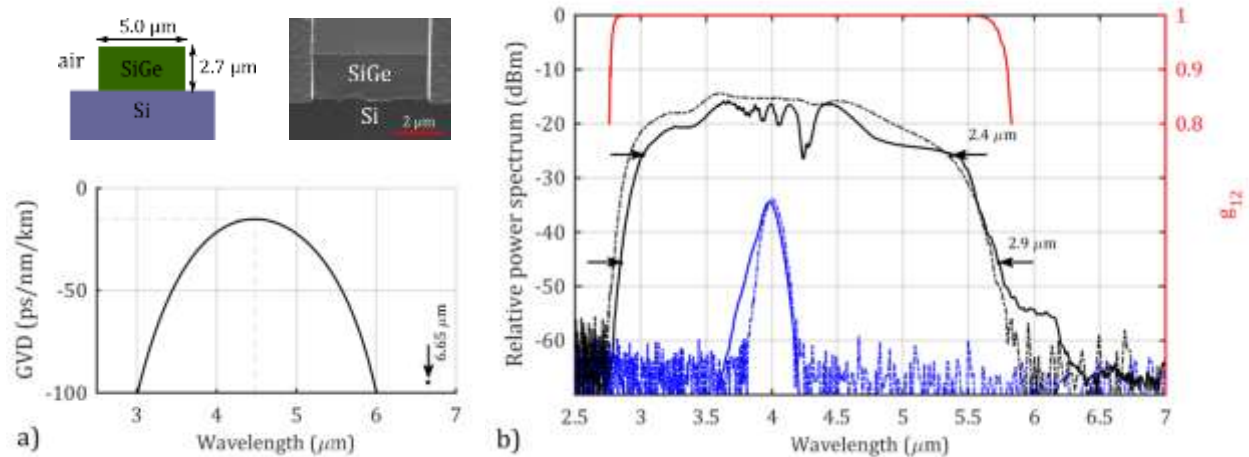 5.0 μm
air
SiGe
2.7 μm
Si
SiGe
Si
2 μm
GVD (ps/nm/km)
0
-50
-100
3
4
5
6
7
6.65 μm
Wavelength (μm)
a)
Relative power spectrum (dBm)
0
-10
-20
-30
-40
-50
-60
2.5
3
3.5
4
4.5
5
5.5
6
6.5
7
2.4 μm
2.9 μm
1
0.9
0.8
g12
Wavelength (μm)
b)